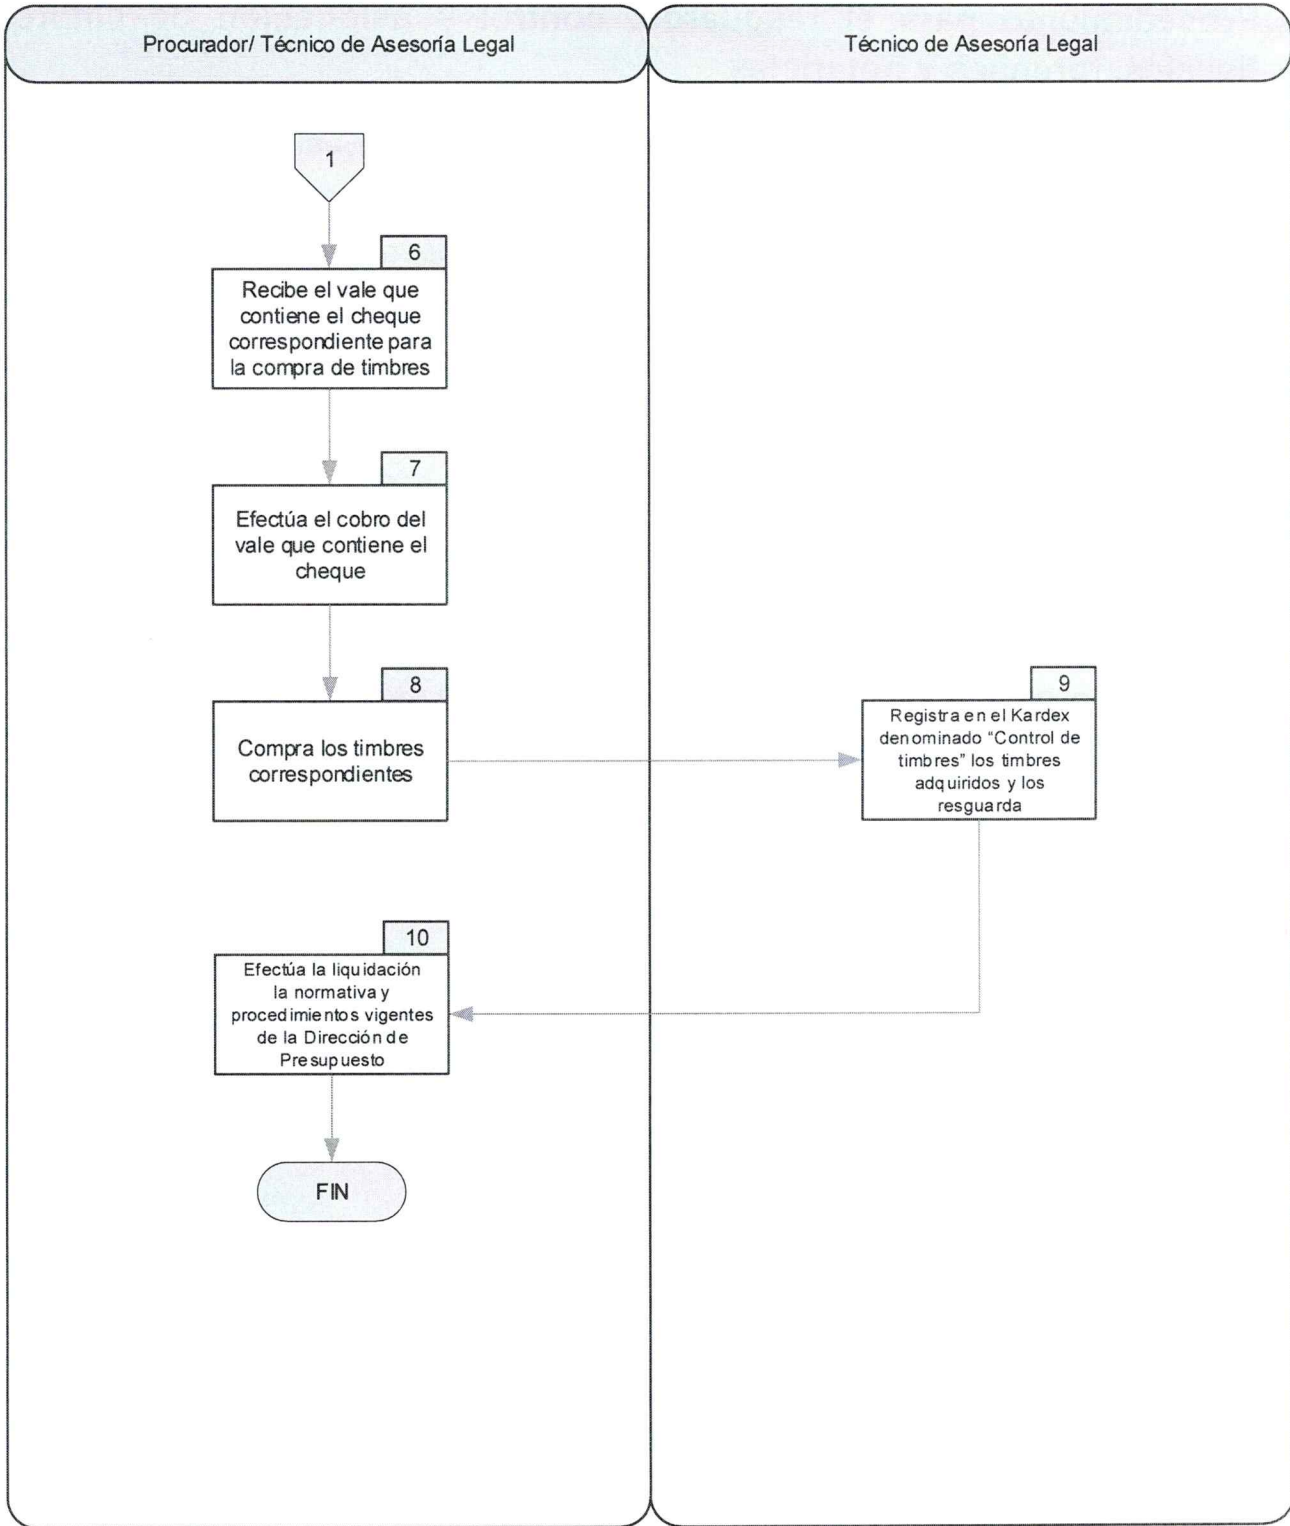 Procurador/ Técnico de Asesoría Legal
Técnico de Asesoría Legal
1
6
Recibe el vale que
contiene el cheque
correspondiente para
la compra de timbres
7
Efectúa el cobro del
vale que contiene el
cheque
8
Compra los timbres
correspondientes
9
Registra en el Kardex
denominado “Control de
timbres” los timbres
adquiridos y los
resguarda
10
Efectúa la liquidación
la normativa y
procedimientos vigentes
de la Dirección de
Presupuesto
FIN